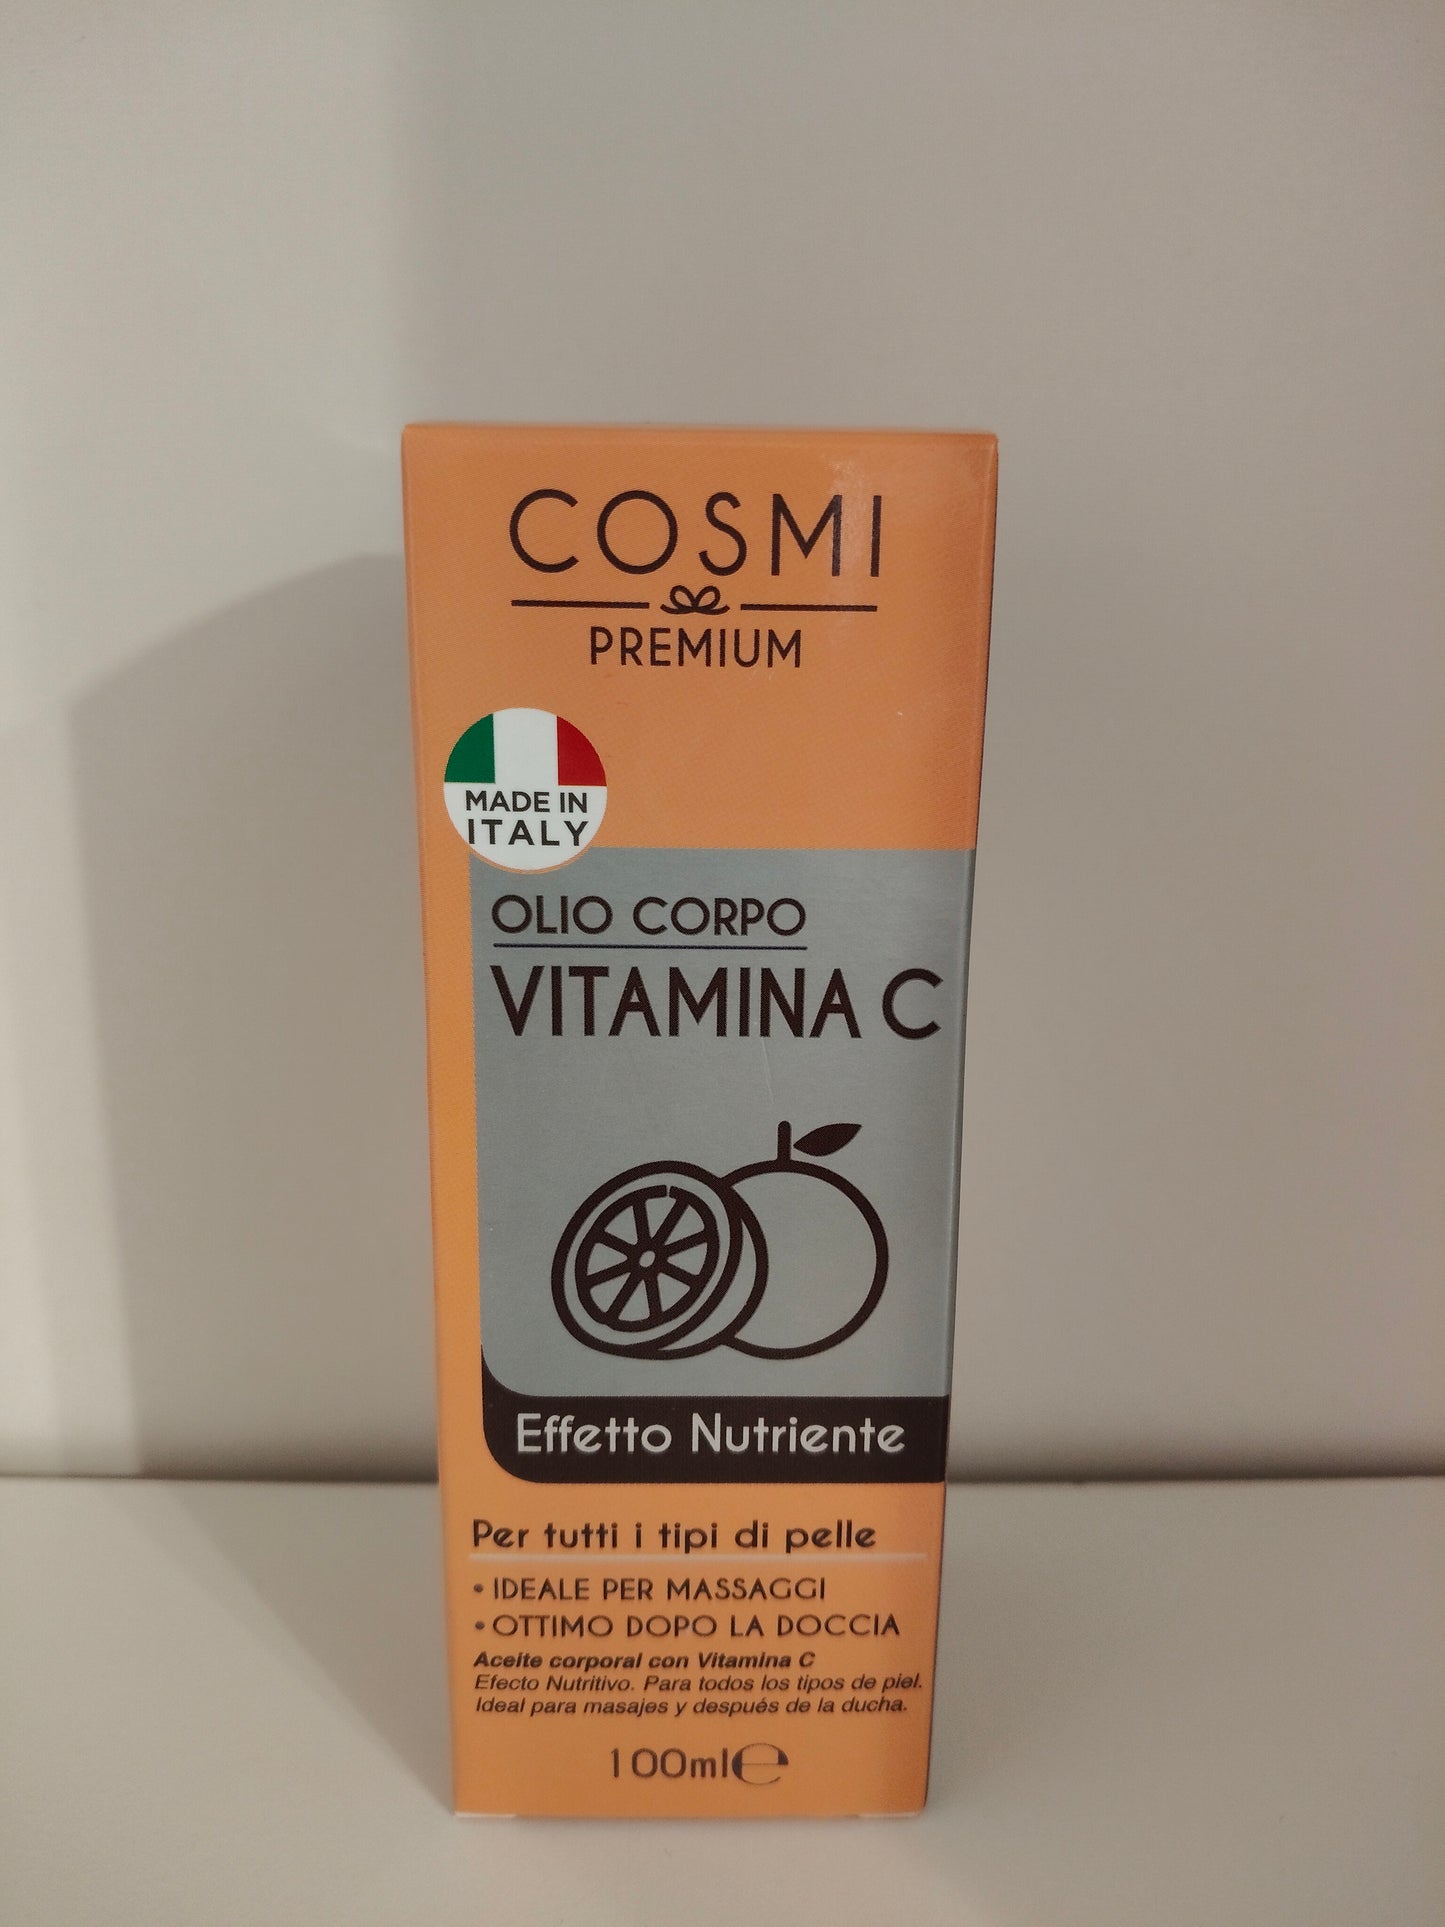 COSMI
PREMIUM
MADE IN
ITALY
OLIO CORPO
VITAMINA C
Effetto Nutriente
Per tutti i tipi di pelle
• IDEALE PER MASSAGGI
• OTTIMO DOPO LA DOCCIA
Aceite corporal con Vitamina C
Efecto Nutritivo. Para todos los tipos de piel.
Ideal para masajes y después de la ducha.
100ml℮